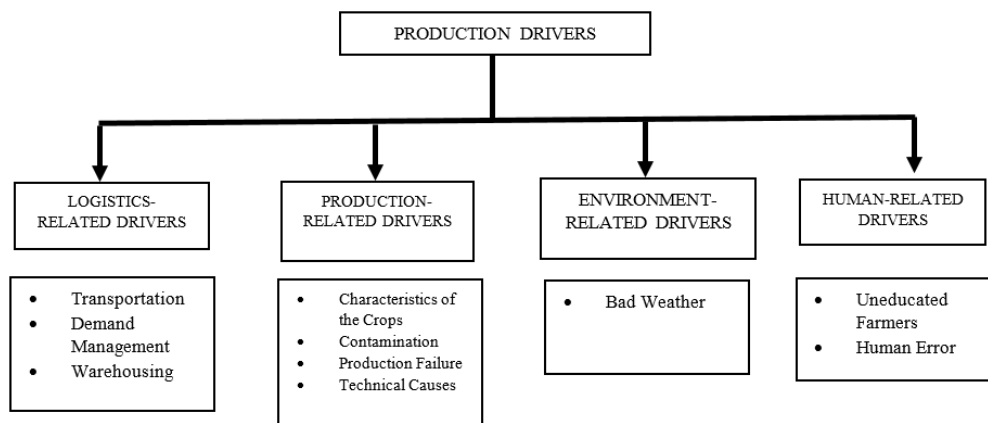 PRODUCTION DRIVERS
LOGISTICS-
RELATED DRIVERS
PRODUCTION-
RELATED DRIVERS
ENVIRONMENT-
RELATED DRIVERS
HUMAN-RELATED
DRIVERS
• Transportation
• Demand
Management
• Warehousing
• Characteristics of
the Crops
• Contamination
• Production Failure
• Technical Causes
• Bad Weather
• Uneducated
Farmers
• Human Error